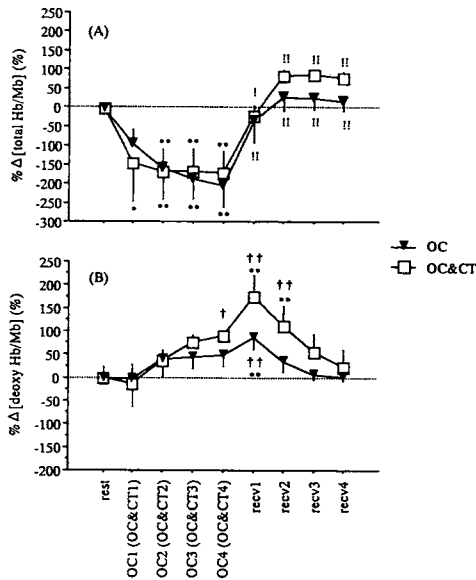 (A)
% Δ [total Hb/Mb] (%)
250
200
150
100
50
0
-50
-100
-150
-200
-250
-300
!
!!
!!
!!
!!
!!
!!
!!
•
••
••
••
••
••
••
OC
OC&CT
(B)
% Δ [deoxy Hb/Mb] (%)
250
200
150
100
50
0
-50
-100
-150
-200
†
††
••
††
••
††
••
rest
OC1 (OC&CT1)
OC2 (OC&CT2)
OC3 (OC&CT3)
OC4 (OC&CT4)
recv1
recv2
recv3
recv4